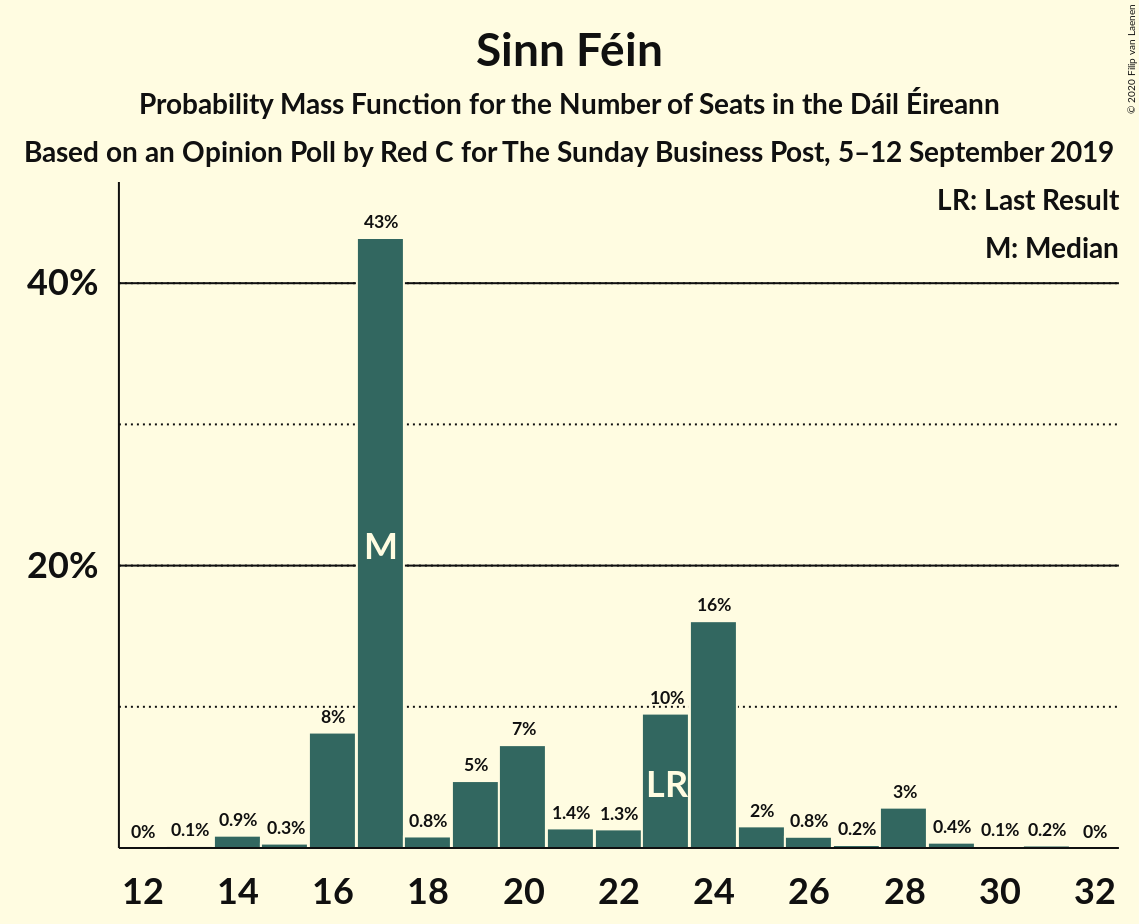 Sinn Féin
Probability Mass Function for the Number of Seats in the Dáil Éireann
Based on an Opinion Poll by Red C for The Sunday Business Post, 5–12 September 2019
© 2020 Filip van Laenen
LR: Last Result
M: Median
40%
20%
0%
0.1%
0.9%
0.3%
8%
43%
0.8%
5%
7%
1.4%
1.3%
10%
16%
2%
0.8%
0.2%
3%
0.4%
0.1%
0.2%
0%
M
LR
12 14 16 18 20 22 24 26 28 30 32